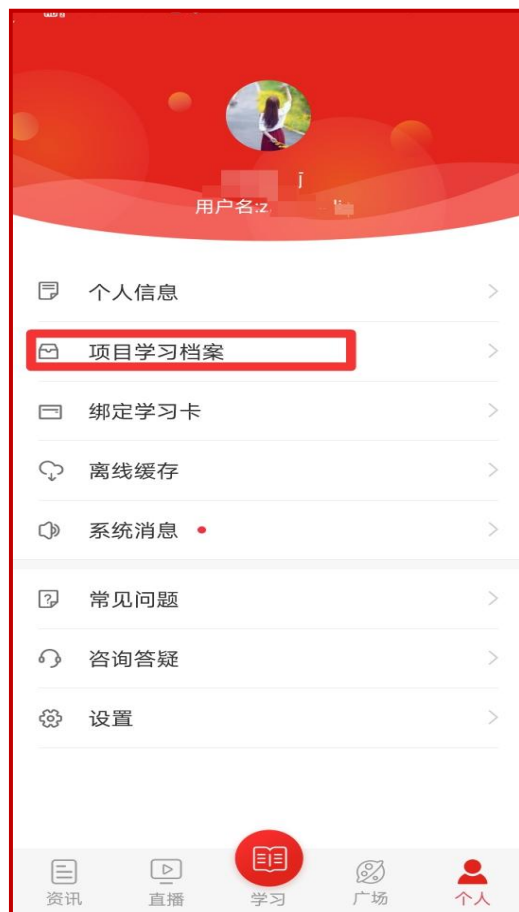 用户名:z
个人信息
项目学习档案
绑定学习卡
离线缓存
系统消息
常见问题
咨询答疑
设置
资讯
直播
学习
广场
个人